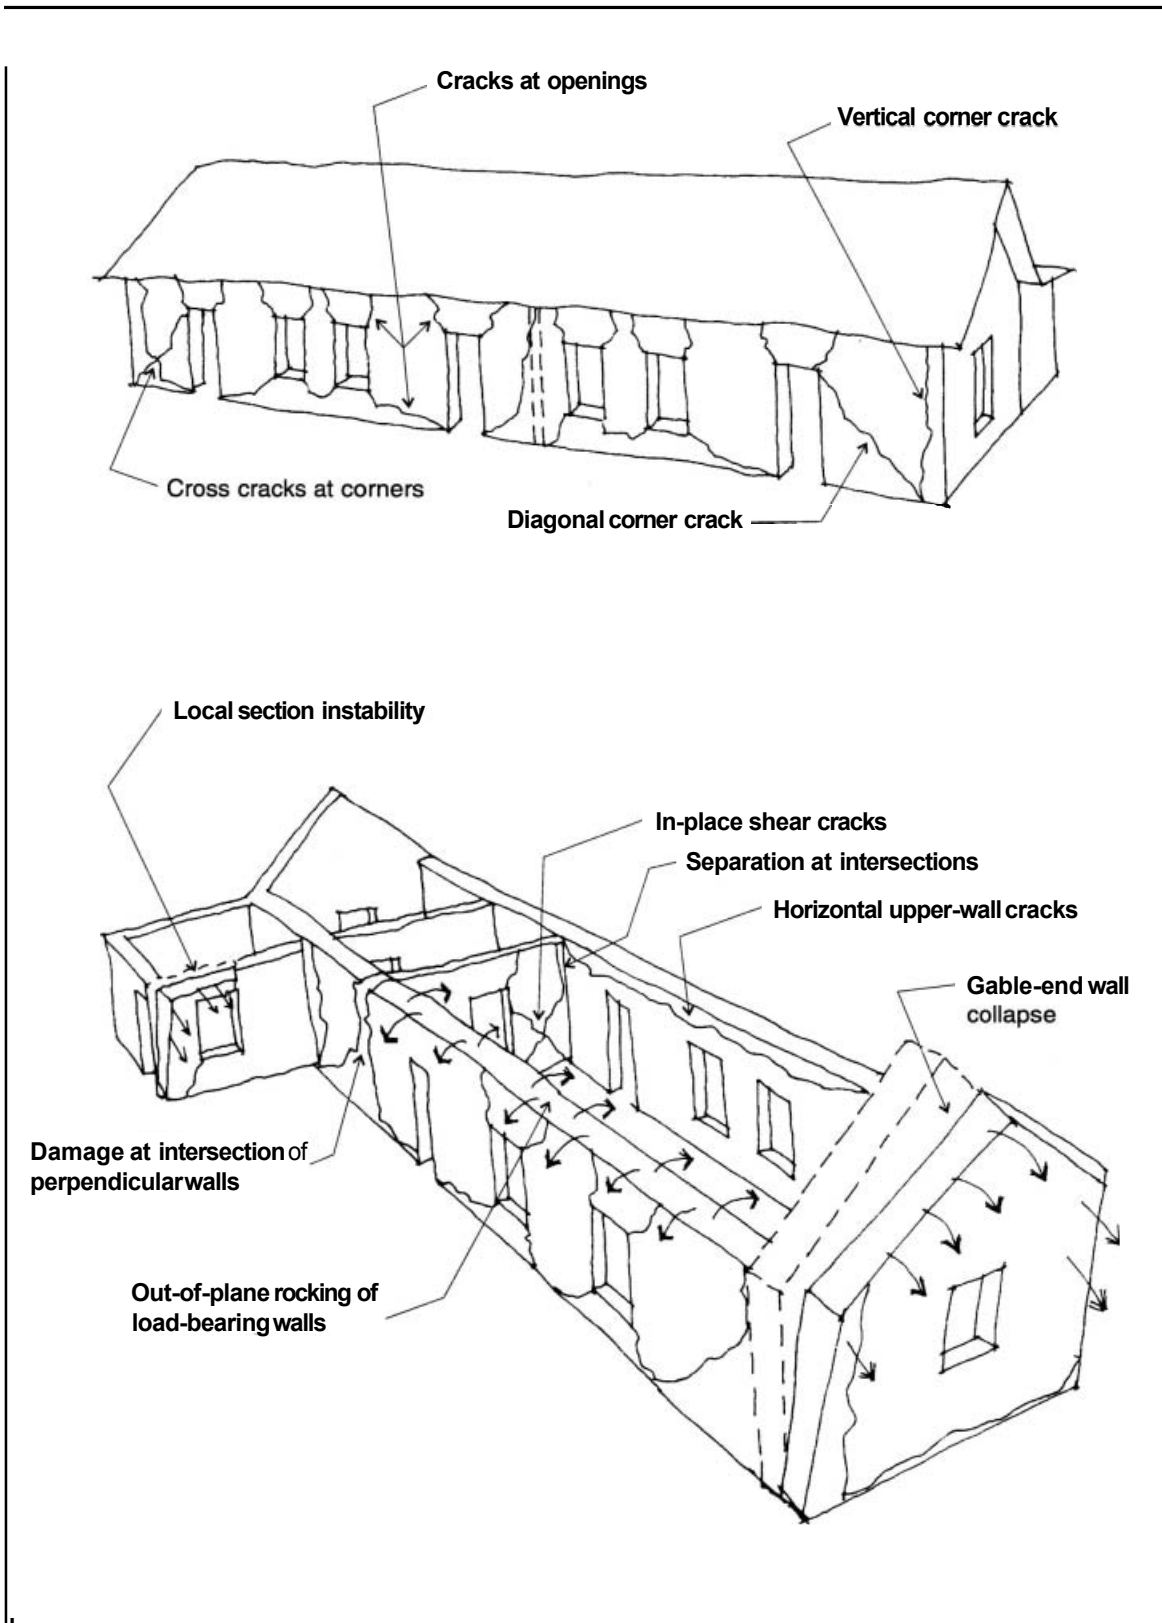 Cracks at openings
Vertical corner crack
Cross cracks at corners
Diagonal corner crack
Local section instability
In-place shear cracks
Separation at intersections
Horizontal upper-wall cracks
Gable-end wall
collapse
Damage at intersection of
perpendicular walls
Out-of-plane rocking of
load-bearing walls